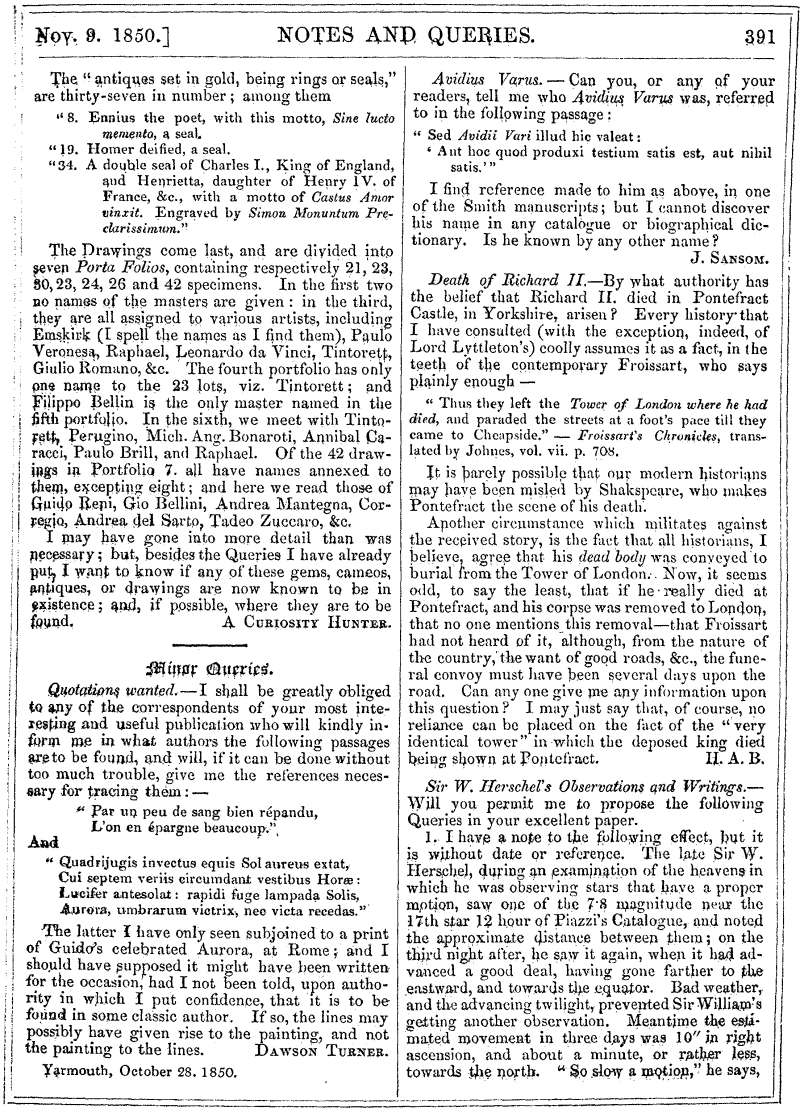 Nov. 9. 1850.] NOTES AND QUERIES. 391
The "antiques set in gold, being rings or seals,"
are thirty-seven in number; among them
"8. Ennius the poet, with this motto, Sine lucto
memento, a seal.
"19. Homer deified, a seal.
"34. A double seal of Charles I., King of England,
and Henrietta, daughter of Henry IV. of
France, &c., with a motto of Castus Amor
vinxit. Engraved by Simon Monuntum Pre-
clarissimum."
The Drawings come last, and are divided into
seven Porta Folios, containing respectively 21, 23,
30, 23, 24, 26 and 42 specimens. In the first two
no names of the masters are given: in the third,
they are all assigned to various artists, including
Emskirk (I spell the names as I find them), Paulo
Veronesa, Raphael, Leonardo da Vinci, Tintorett,
Giulio Romano, &c. The fourth portfolio has only
one name to the 23 lots, viz. Tintorett; and
Filippo Bellin is the only master named in the
fifth portfolio. In the sixth, we meet with Tinto-
rett, Perugino, Mich. Ang. Bonaroti, Annibal Ca-
racci, Paulo Brill, and Raphael. Of the 42 draw-
ings in Portfolio 7. all have names annexed to
them, excepting eight; and here we read those of
Guido Reni, Gio Bellini, Andrea Mantegna, Cor-
regio, Andrea del Sarto, Tadeo Zuccaro, &c.
I may have gone into more detail than was
necessary; but, besides the Queries I have already
put, I want to know if any of these gems, cameos,
antiques, or drawings are now known to be in
existence; and, if possible, where they are to be
found. A CURIOSITY HUNTER.
Minor Queries.
Quotations wanted.—I shall be greatly obliged
to any of the correspondents of your most inte-
resting and useful publication who will kindly in-
form me in what authors the following passages
are to be found, and will, if it can be done without
too much trouble, give me the references neces-
sary for tracing them:—
"Par un peu de sang bien répandu,
L'on en épargne beaucoup."
And
"Quadrijugis invectus equis Sol aureus extat,
Cui septem veriis circumdant vestibus Horæ:
Lucifer antesolat: rapidi fuge lampada Solis,
Aurora, umbrarum victrix, nec victa recedas."
The latter I have only seen subjoined to a print
of Guido's celebrated Aurora, at Rome; and I
should have supposed it might have been written
for the occasion, had I not been told, upon autho-
rity in which I put confidence, that it is to be
found in some classic author. If so, the lines may
possibly have given rise to the painting, and not
the painting to the lines. DAWSON TURNER.
Yarmouth, October 28. 1850.
Avidius Varus.—Can you, or any of your
readers, tell me who Avidius Varus was, referred
to in the following passage:
"Sed Avidii Vari illud hic valeat:
'Aut hoc quod produxi testium satis est, aut nihil
satis.'"
I find reference made to him as above, in one
of the Smith manuscripts; but I cannot discover
his name in any catalogue or biographical dic-
tionary. Is he known by any other name?
J. SANSOM.
Death of Richard II.—By what authority has
the belief that Richard II. died in Pontefract
Castle, in Yorkshire, arisen? Every history that
I have consulted (with the exception, indeed, of
Lord Lyttleton's) coolly assumes it as a fact, in the
teeth of the contemporary Froissart, who says
plainly enough—
"Thus they left the Tower of London where he had
died, and paraded the streets at a foot's pace till they
came to Cheapside."—Froissart's Chronicles, trans-
lated by Johnes, vol. vii. p. 708.
It is barely possible that our modern historians
may have been misled by Shakspeare, who makes
Pontefract the scene of his death.
Another circumstance which militates against
the received story, is the fact that all historians, I
believe, agree that his dead body was conveyed to
burial from the Tower of London. Now, it seems
odd, to say the least, that if he really died at
Pontefract, and his corpse was removed to London,
that no one mentions this removal—that Froissart
had not heard of it, although, from the nature of
the country, the want of good roads, &c., the fune-
ral convoy must have been several days upon the
road. Can any one give me any information upon
this question? I may just say that, of course, no
reliance can be placed on the fact of the "very
identical tower" in which the deposed king died
being shown at Pontefract. H. A. B.
Sir W. Herschel's Observations and Writings.—
Will you permit me to propose the following
Queries in your excellent paper.
1. I have a note to the following effect, but it
is without date or reference. The late Sir W.
Herschel, during an examination of the heavens in
which he was observing stars that have a proper
motion, saw one of the 7·8 magnitude near the
17th star 12 hour of Piazzi's Catalogue, and noted
the approximate distance between them; on the
third night after, he saw it again, when it had ad-
vanced a good deal, having gone farther to the
eastward, and towards the equator. Bad weather,
and the advancing twilight, prevented Sir William's
getting another observation. Meantime the esti-
mated movement in three days was 10" in right
ascension, and about a minute, or rather less,
towards the north. "So slow a motion," he says,